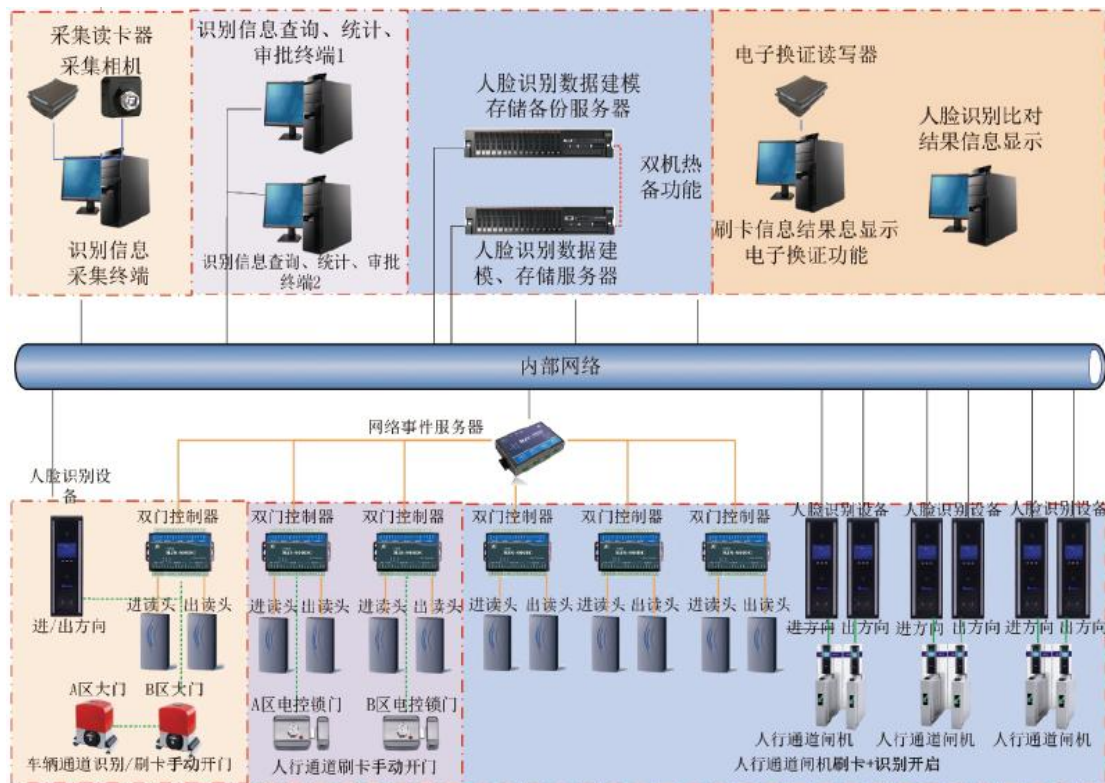 采集读卡器
采集相机
识别信息
采集终端
识别信息查询、统计、
审批终端1
识别信息查询、统计、审批
终端2
人脸识别数据建模
存储备份服务器
双机热
备功能
人脸识别数据建
模、存储服务器
电子换证读写器
刷卡信息结果息显示
电子换证功能
人脸识别比对
结果信息显示
内部网络
网络事件服务器
人脸识别设
备
进/出方向
双门控制器
进读头 出读头
A区大门
B区大门
车辆通道识别/刷卡手动开门
双门控制器
进读头 出读头
A区电控锁门
双门控制器
进读头 出读头
B区电控锁门
人行通道刷卡手动开门
双门控制器
进读头 出读头
双门控制器
进读头 出读头
双门控制器
进读头 出读头
人脸识别设备
进方向 出方向
人行通道闸机
人脸识别设备
进方向 出方向
人行通道闸机
人脸识别设备
进方向 出方向
人行通道闸机
人行通道闸机刷卡+识别开启